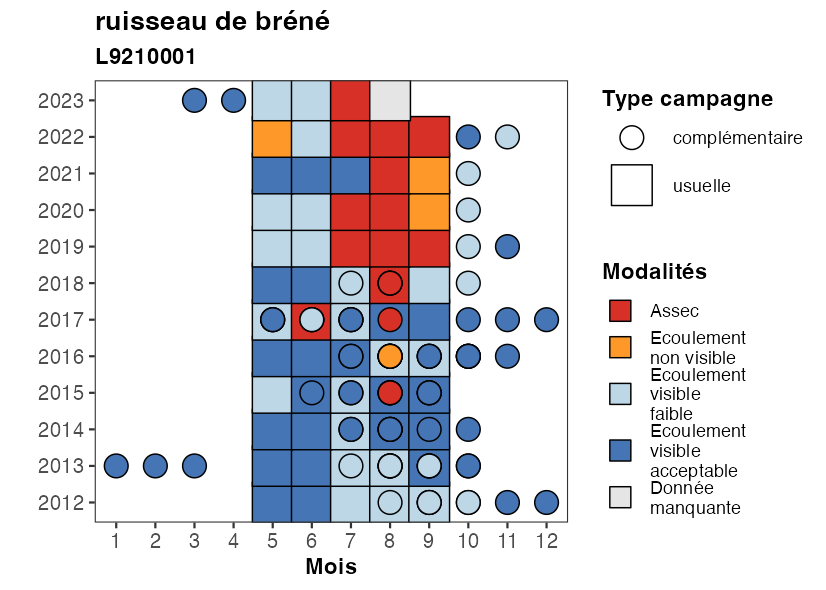 ruisseau de bréné
L9210001
2023
2022
2021
2020
2019
2018
2017
2016
2015
2014
2013
2012
1 2 3 4 5 6 7 8 9 10 11 12
Mois
Type campagne
complémentaire
usuelle
Modalités
Assec
Ecoulement
non visible
Ecoulement
visible
faible
Ecoulement
visible
acceptable
Donnée
manquante